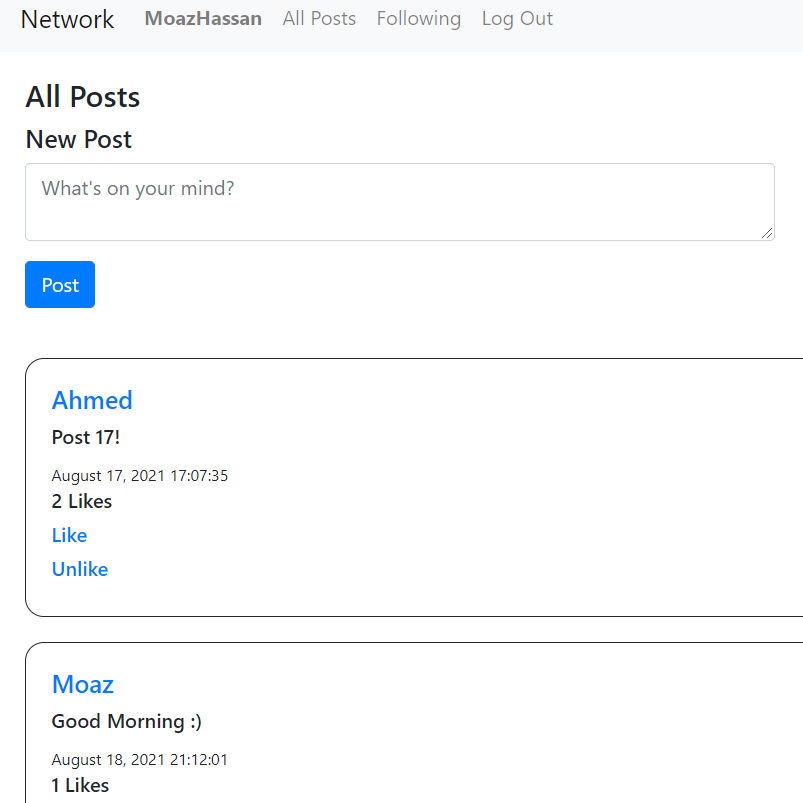 Network MoazHassan All Posts Following Log Out
All Posts
New Post
What's on your mind?
Post
Ahmed
Post 17!
August 17, 2021 17:07:35
2 Likes
Like
Unlike
Moaz
Good Morning :)
August 18, 2021 21:12:01
1 Likes